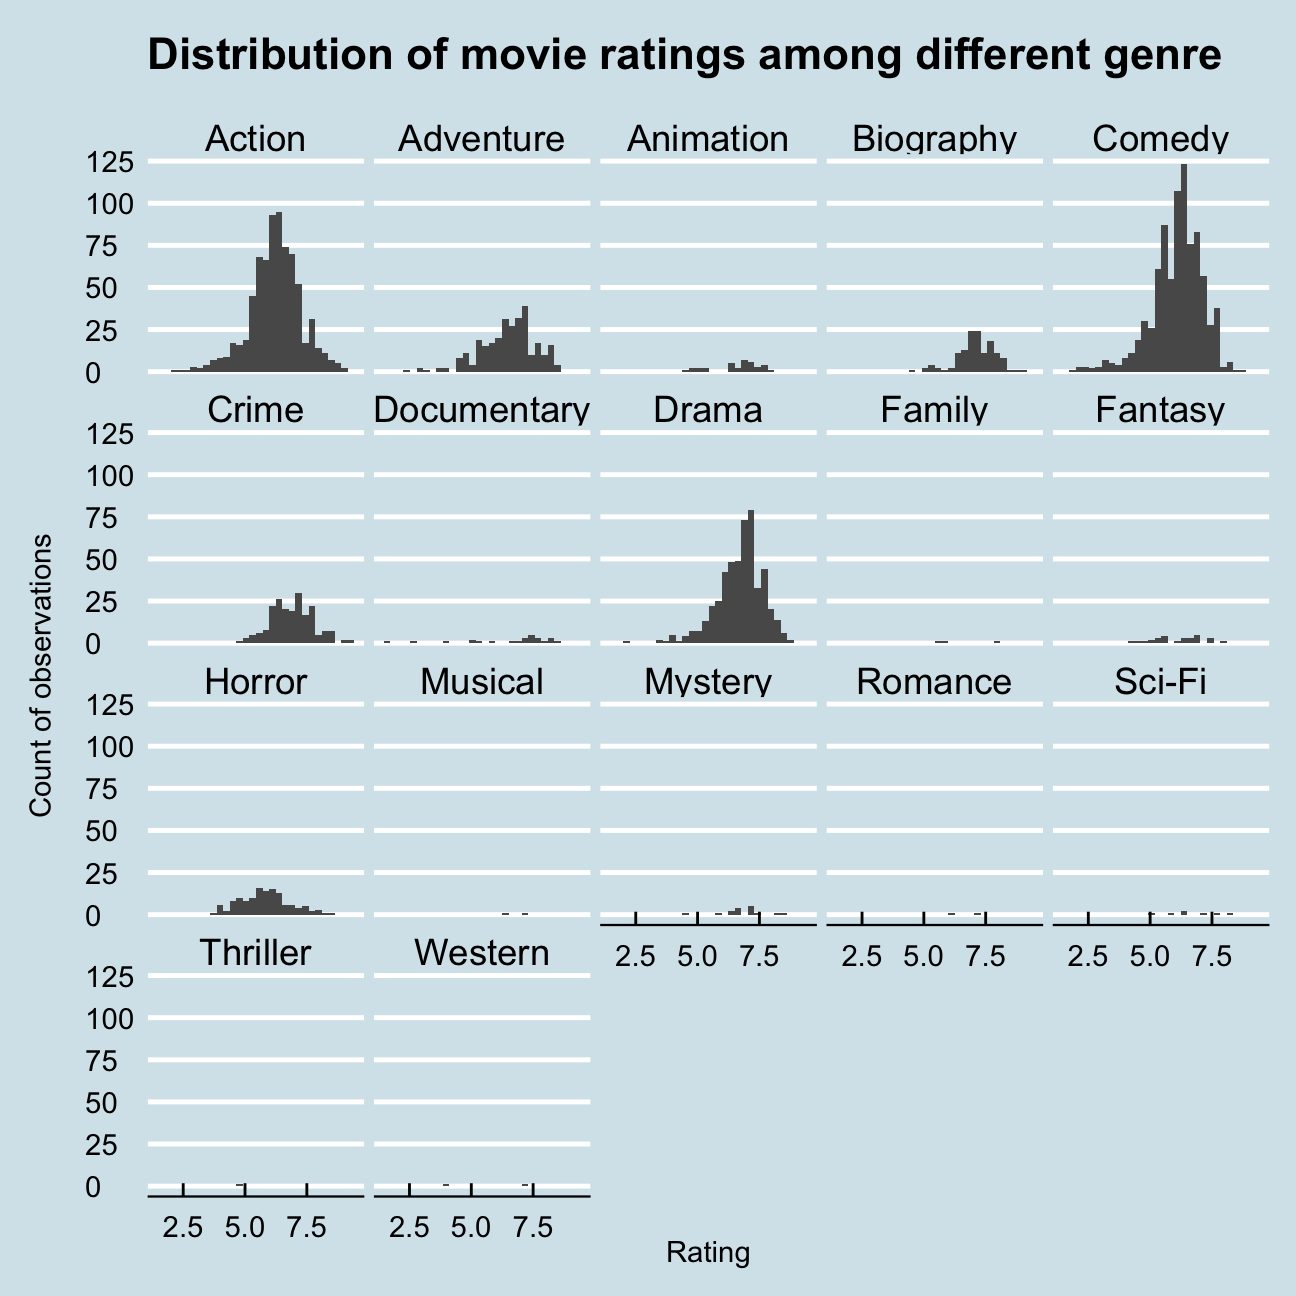 Distribution of movie ratings among different genre
Action Adventure Animation Biography Comedy
125
100
75
50
25
0
Crime Documentary Drama Family Fantasy
125
100
75
50
25
0
Horror Musical Mystery Romance Sci-Fi
125
100
75
50
25
0
2.5 5.0 7.5 2.5 5.0 7.5 2.5 5.0 7.5
Thriller Western
125
100
75
50
25
0
2.5 5.0 7.5 2.5 5.0 7.5
Rating
Count of observations